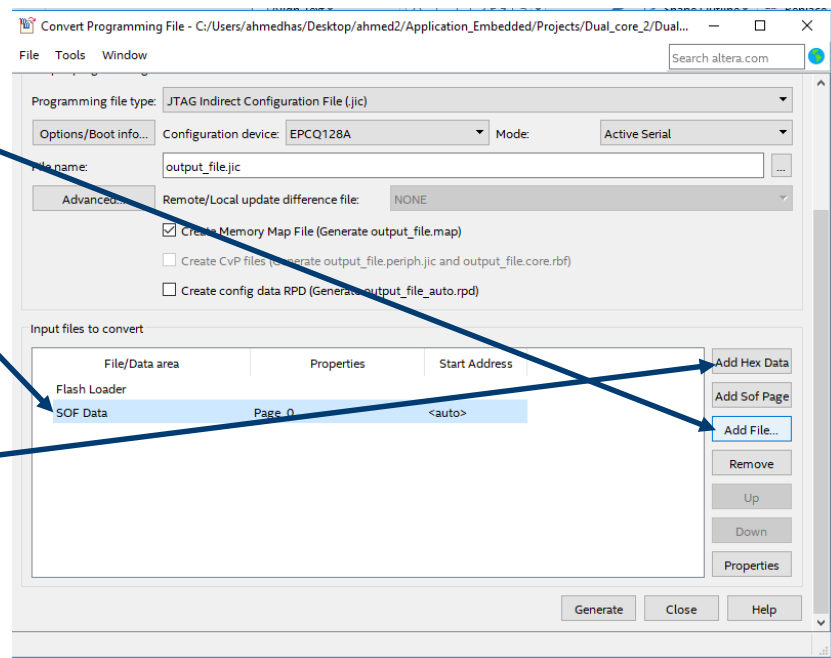 Convert Programming File - C:/Users/ahmedhas/Desktop/ahmed2/Application_Embedded/Projects/Dual_core_2/Dual...
File Tools Window
Search altera.com
Programming file type: JTAG Indirect Configuration File (.jic)
Options/Boot info... Configuration device: EPCQ128A Mode: Active Serial
File name: output_file.jic ...
Advanced... Remote/Local update difference file: NONE
Create Memory Map File (Generate output_file.map)
Create CvP files (Generate output_file.periph.jic and output_file.core.rbf)
Create config data RPD (Generate output_file_auto.rpd)
Input files to convert
File/Data area Properties Start Address
Add Hex Data
Flash Loader
Add Sof Page
SOF Data Page_0 <auto>
Add File...
Remove
Up
Down
Properties
Generate Close Help